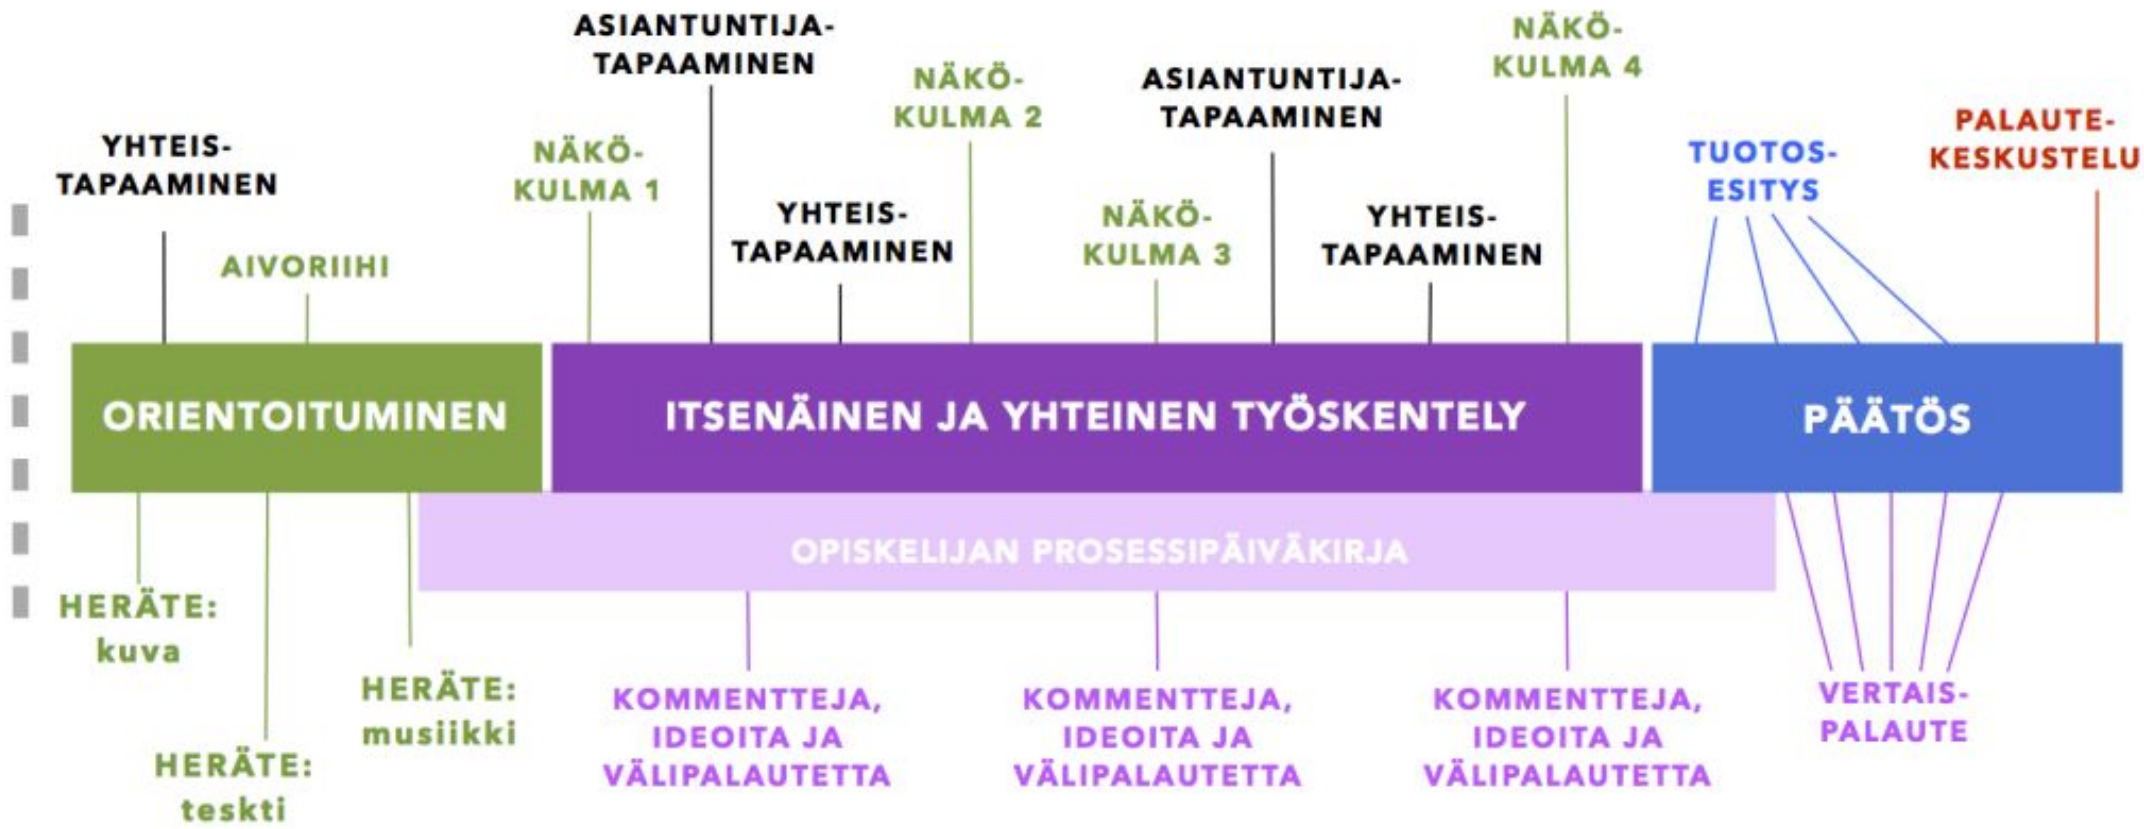 YHTEIS-
TAPAAMINEN
AIVORIIHI
NÄKÖ-
KULMA 1
ASIANTUNTIJA-
TAPAAMINEN
YHTEIS-
TAPAAMINEN
NÄKÖ-
KULMA 2
NÄKÖ-
KULMA 3
ASIANTUNTIJA-
TAPAAMINEN
YHTEIS-
TAPAAMINEN
NÄKÖ-
KULMA 4
TUOTOS-
ESITYS
PALAUTE-
KESKUSTELU
ORIENTOITUMINEN
ITSENÄINEN JA YHTEINEN TYÖSKENTELY
PÄÄTÖS
OPISKELIJAN PROSESSIPÄIVÄKIRJA
HERÄTE:
kuva
HERÄTE:
teskti
HERÄTE:
musiikki
KOMMENTTEJA,
IDEOITA JA
VÄLIPALAUTETTA
KOMMENTTEJA,
IDEOITA JA
VÄLIPALAUTETTA
KOMMENTTEJA,
IDEOITA JA
VÄLIPALAUTETTA
VERTAIS-
PALAUTE